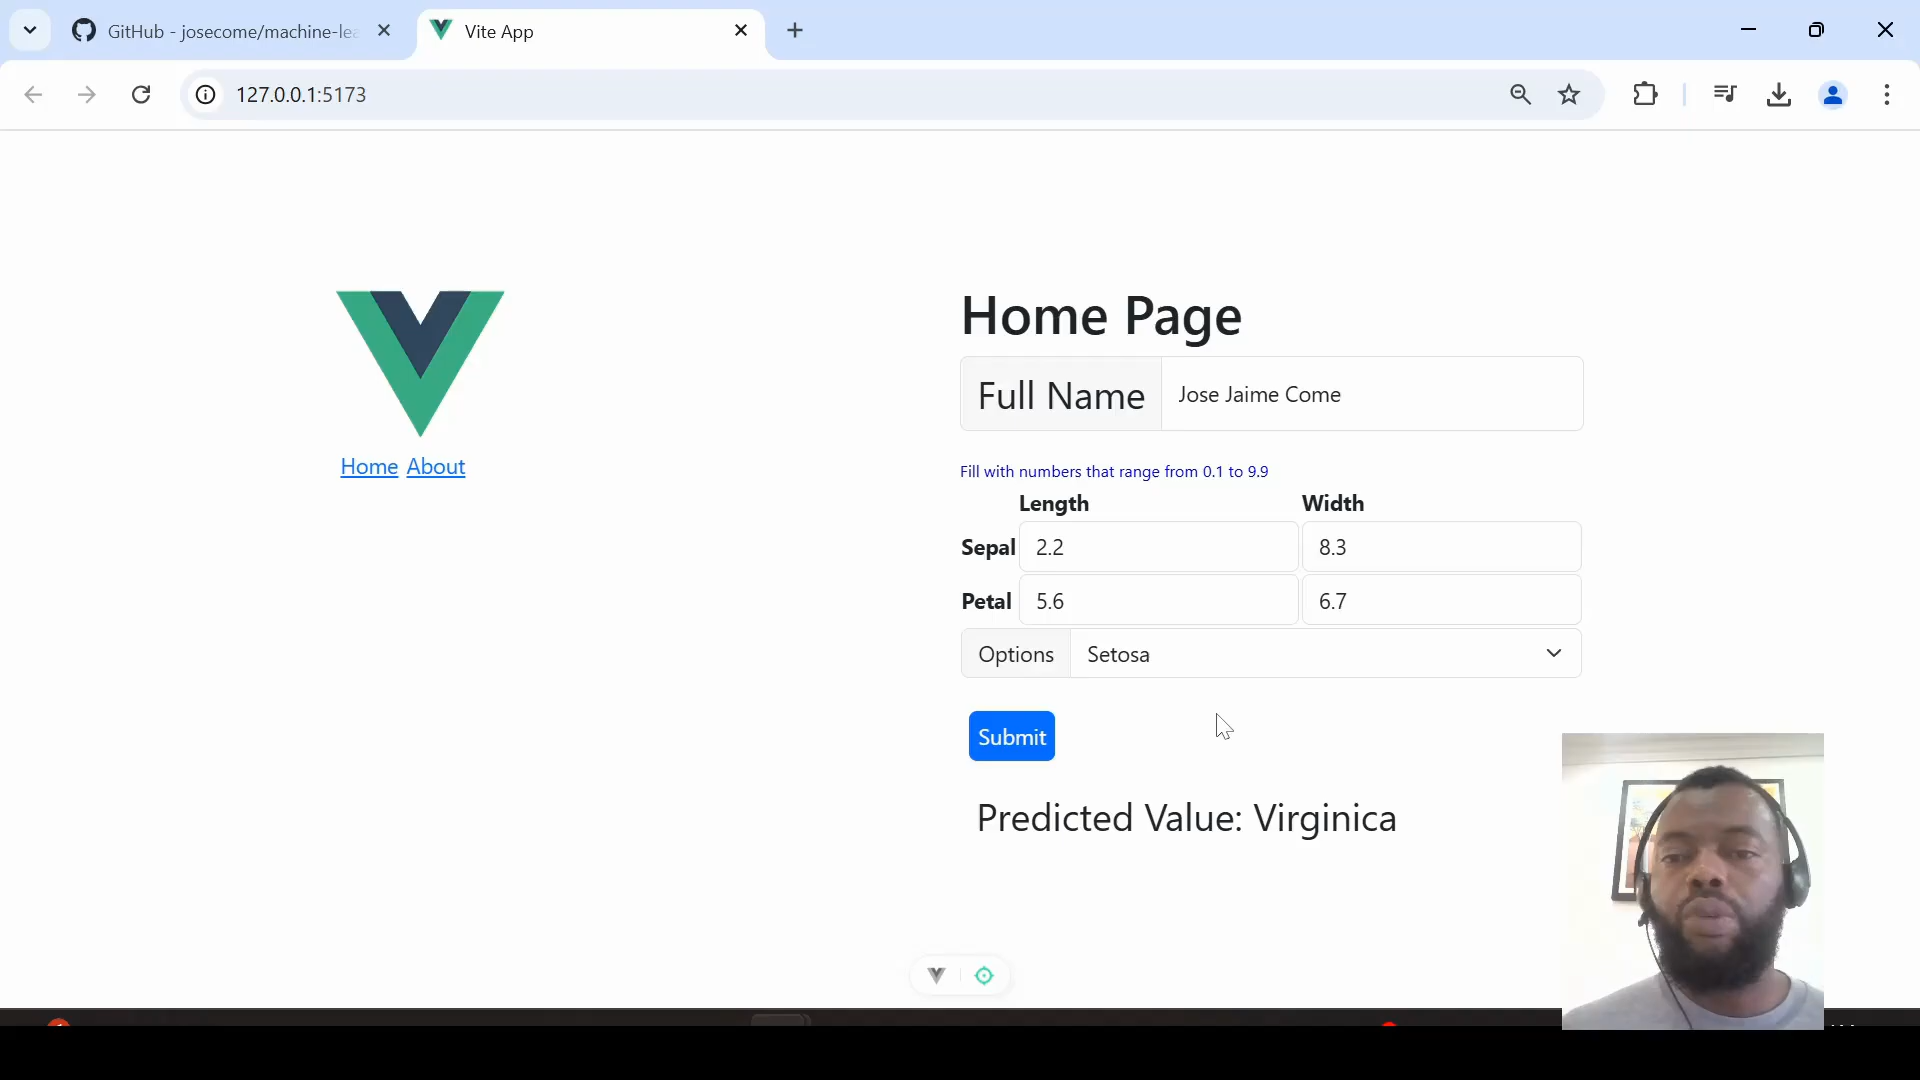 GitHub - josecome/machine-lea
Vite App
127.0.0.1:5173
Home Page
Full Name
Jose Jaime Come
Home About
Fill with numbers that range from 0.1 to 9.9
Length Width
Sepal 2.2 8.3
Petal 5.6 6.7
Options Setosa
Submit
Predicted Value: Virginica